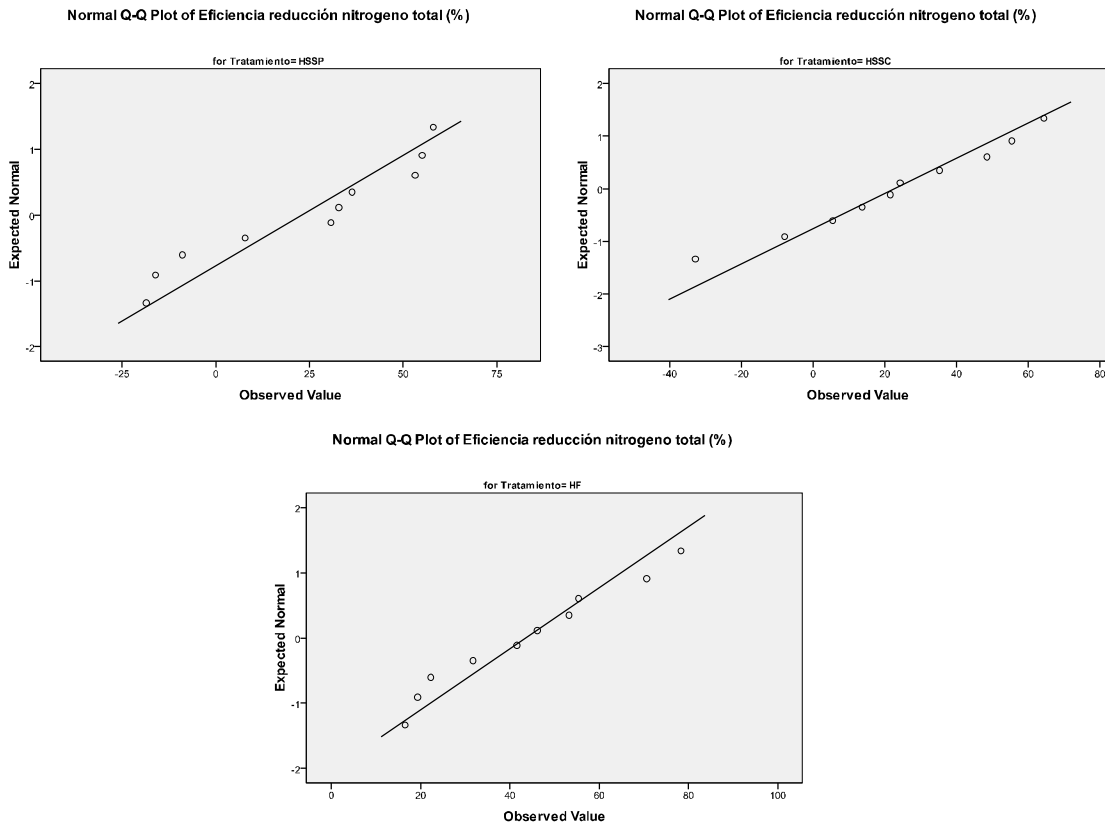 Normal Q-Q Plot of Eficiencia reducción nitrogeno total (%)
for Tratamiento= HSSP
Expected Normal
2
1
0
-1
-2
-25
0
25
50
75
Observed Value
Normal Q-Q Plot of Eficiencia reducción nitrogeno total (%)
for Tratamiento= HSSC
Expected Normal
2
1
0
-1
-2
-3
-40
-20
0
20
40
60
80
Observed Value
Normal Q-Q Plot of Eficiencia reducción nitrogeno total (%)
for Tratamiento= HF
Expected Normal
2
1
0
-1
-2
0
20
40
60
80
100
Observed Value